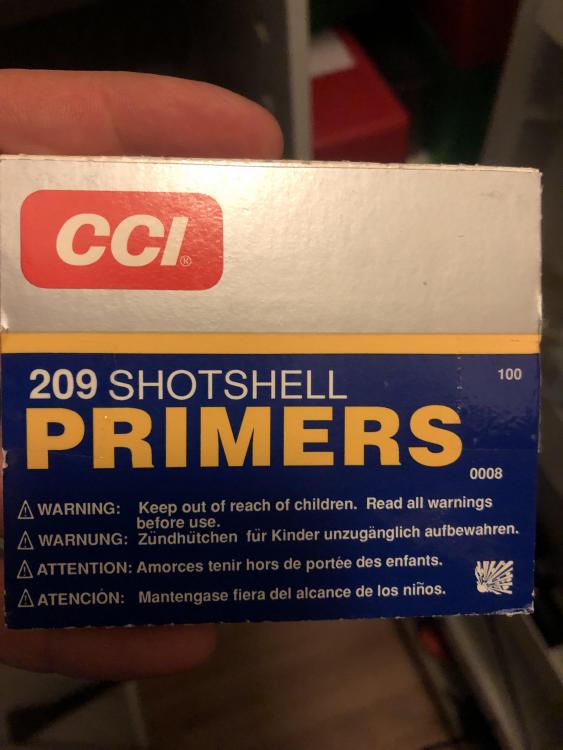 CCI®
209 SHOTSHELL
100
PRIMERS
0008
⚠ WARNING: Keep out of reach of children. Read all warnings
before use.
⚠ WARNUNG: Zündhütchen für Kinder unzugänglich aufbewahren.
⚠ ATTENTION: Amorces tenir hors de portée des enfants.
⚠ ATENCIÓN: Mantengase fiera del alcance de los niños.